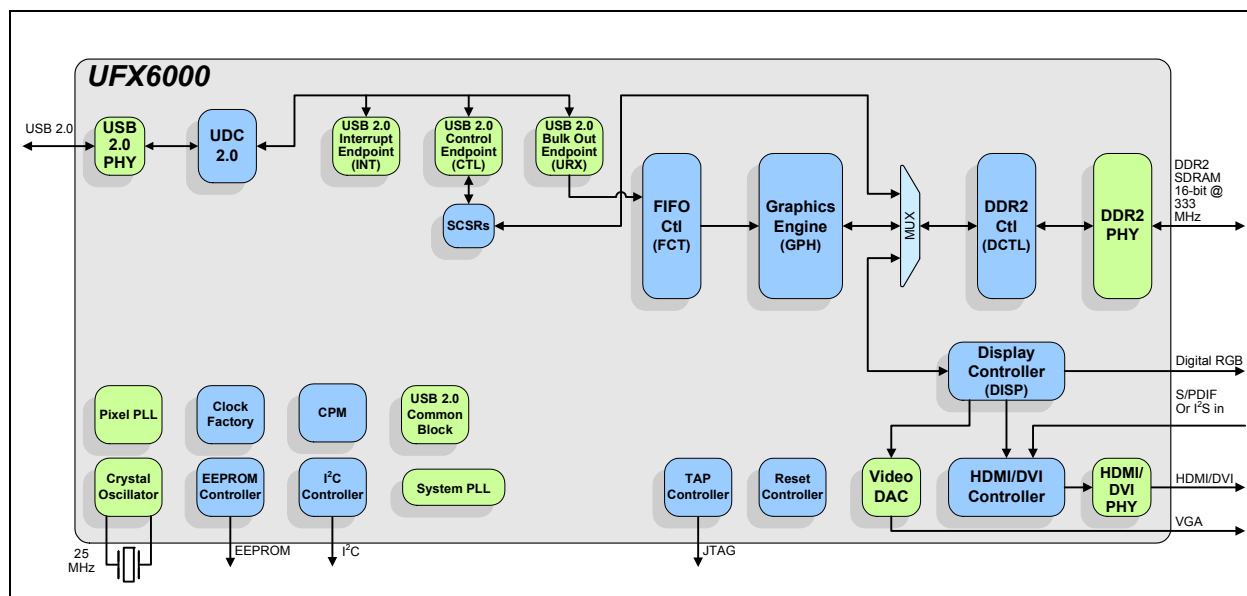 UFX6000
USB 2.0
USB
2.0
PHY
UDC
2.0
USB 2.0
Interrupt
Endpoint
(INT)
USB 2.0
Control
Endpoint
(CTL)
USB 2.0
Bulk Out
Endpoint
(URX)
SCSRs
FIFO
Ctl
(FCT)
Graphics
Engine
(GPH)
MUX
DDR2
Ctl
(DCTL)
DDR2
PHY
DDR2
SDRAM
16-bit @
333
MHz
Display
Controller
(DISP)
Digital RGB
S/PDIF
Or I²S in
Pixel PLL
Clock
Factory
CPM
USB 2.0
Common
Block
Crystal
Oscillator
EEPROM
Controller
I²C
Controller
System PLL
TAP
Controller
Reset
Controller
Video
DAC
HDMI/DVI
Controller
HDMI/
DVI
PHY
HDMI/DVI
VGA
25
MHz
EEPROM
I²C
JTAG